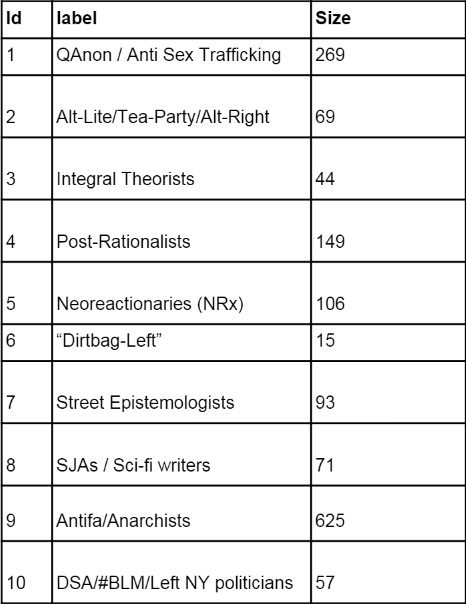 Id label Size
1 QAnon / Anti Sex Trafficking 269
2 Alt-Lite/Tea-Party/Alt-Right 69
3 Integral Theorists 44
4 Post-Rationalists 149
5 Neoreactionaries (NRx) 106
6 “Dirtbag-Left” 15
7 Street Epistemologists 93
8 SJAs / Sci-fi writers 71
9 Antifa/Anarchists 625
10 DSA/#BLM/Left NY politicians 57